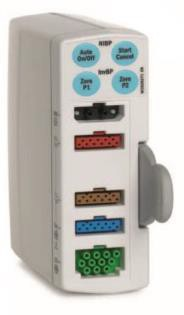 NIBP
Auto
On/Off
Start
Cancel
InvBP
Zero
P1
Zero
P2